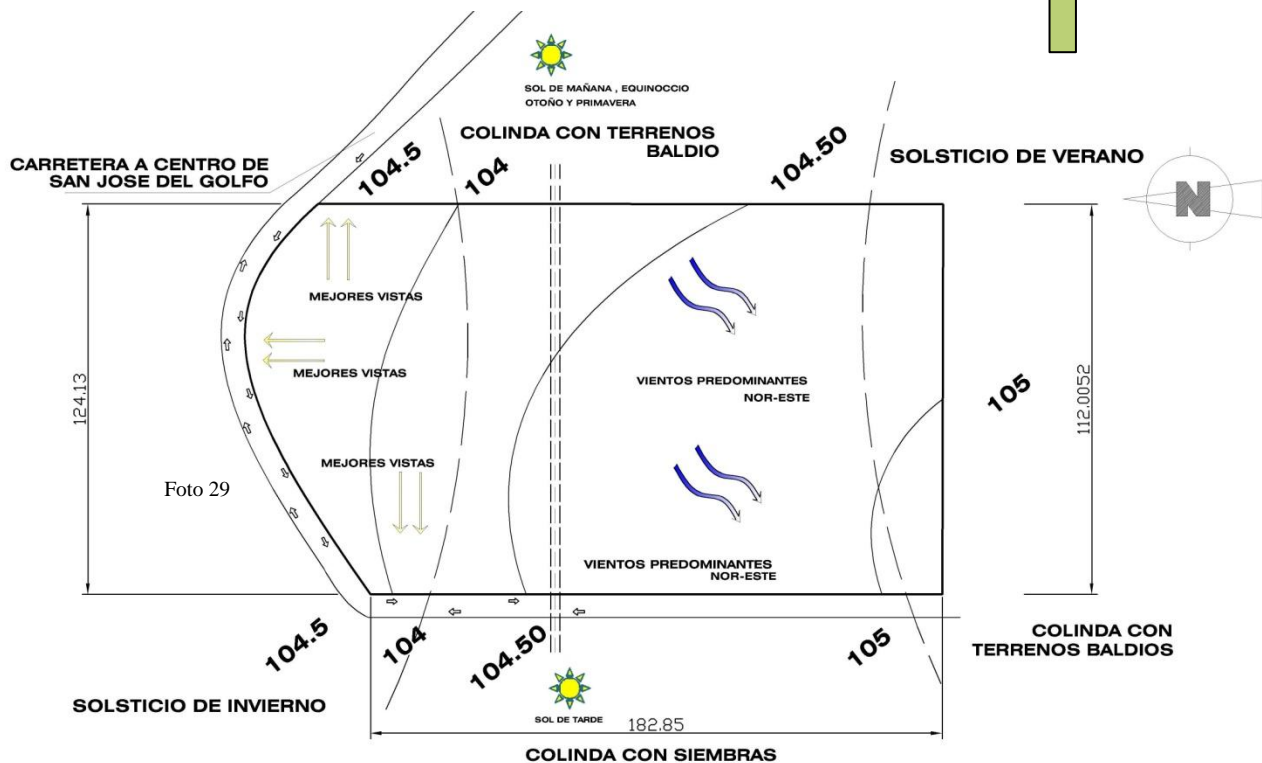 SOL DE MAÑANA , EQUINOCCIO
OTOÑO Y PRIMAVERA
COLINDA CON TERRENOS
BALDIO
104.50
SOLSTICIO DE VERANO
CARRETERA A CENTRO DE
SAN JOSE DEL GOLFO
104.5
104
N
MEJORES VISTAS
MEJORES VISTAS
VIENTOS PREDOMINANTES
NOR-ESTE
105
124.13
112.0052
MEJORES VISTAS
Foto 29
VIENTOS PREDOMINANTES
NOR-ESTE
104.5
104
104.50
105
COLINDA CON
TERRENOS BALDIOS
SOLSTICIO DE INVIERNO
SOL DE TARDE
182.85
COLINDA CON SIEMBRAS